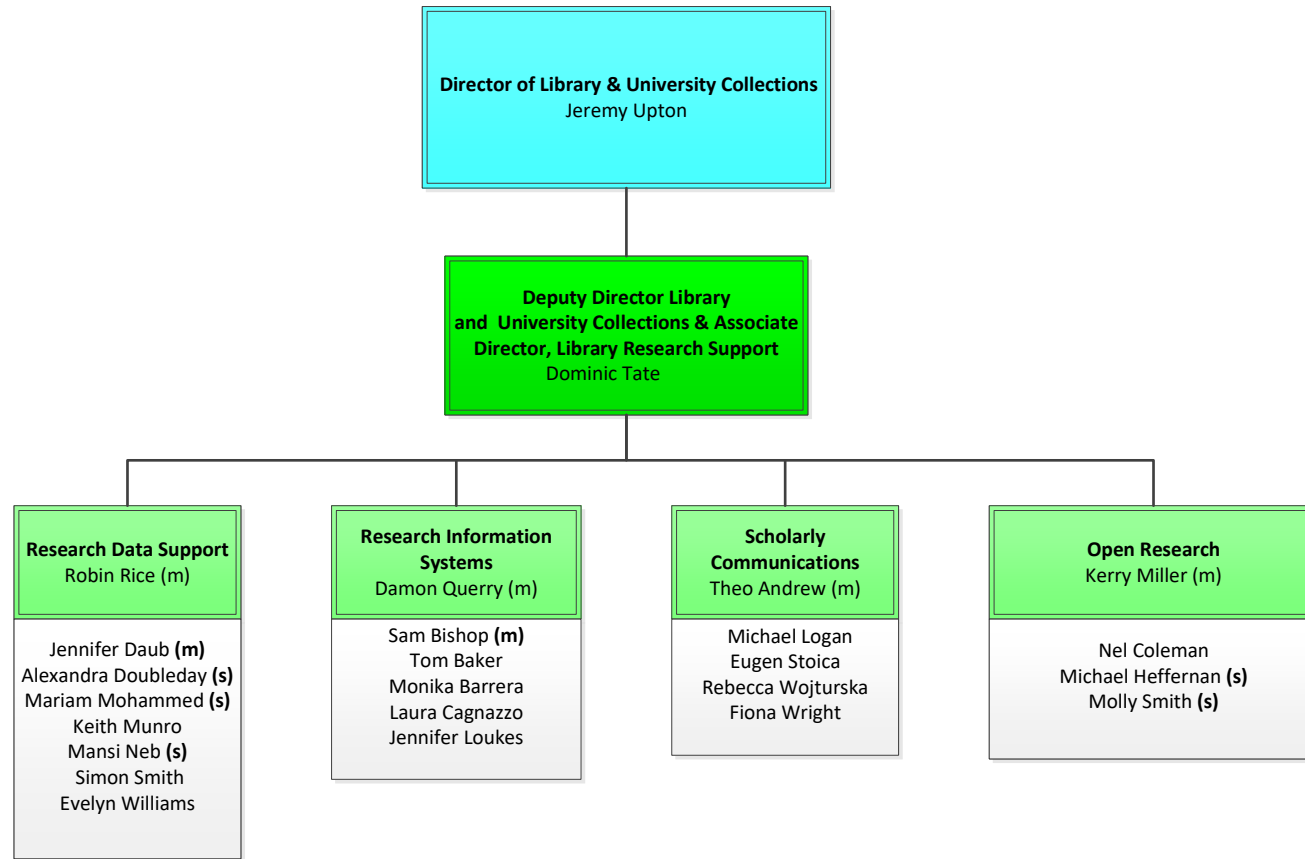 Director of Library & University Collections
Jeremy Upton
Deputy Director Library
and University Collections & Associate
Director, Library Research Support
Dominic Tate
Research Data Support
Robin Rice (m)
Jennifer Daub (m)
Alexandra Doubleday (s)
Mariam Mohammed (s)
Keith Munro
Mansi Neb (s)
Simon Smith
Evelyn Williams
Research Information
Systems
Damon Querry (m)
Sam Bishop (m)
Tom Baker
Monika Barrera
Laura Cagnazzo
Jennifer Loukes
Scholarly
Communications
Theo Andrew (m)
Michael Logan
Eugen Stoica
Rebecca Wojturska
Fiona Wright
Open Research
Kerry Miller (m)
Nel Coleman
Michael Heffernan (s)
Molly Smith (s)